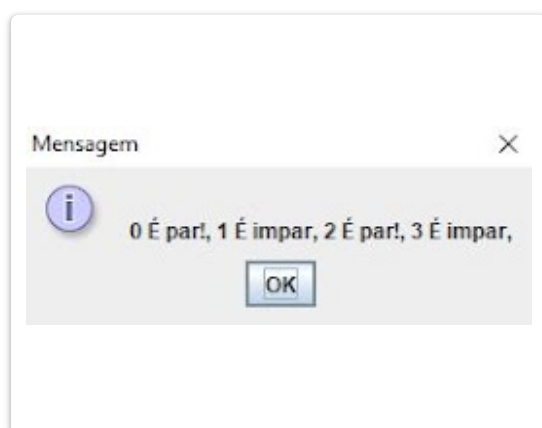 Mensagem
i
0 É par!, 1 É impar, 2 É par!, 3 É impar,
OK